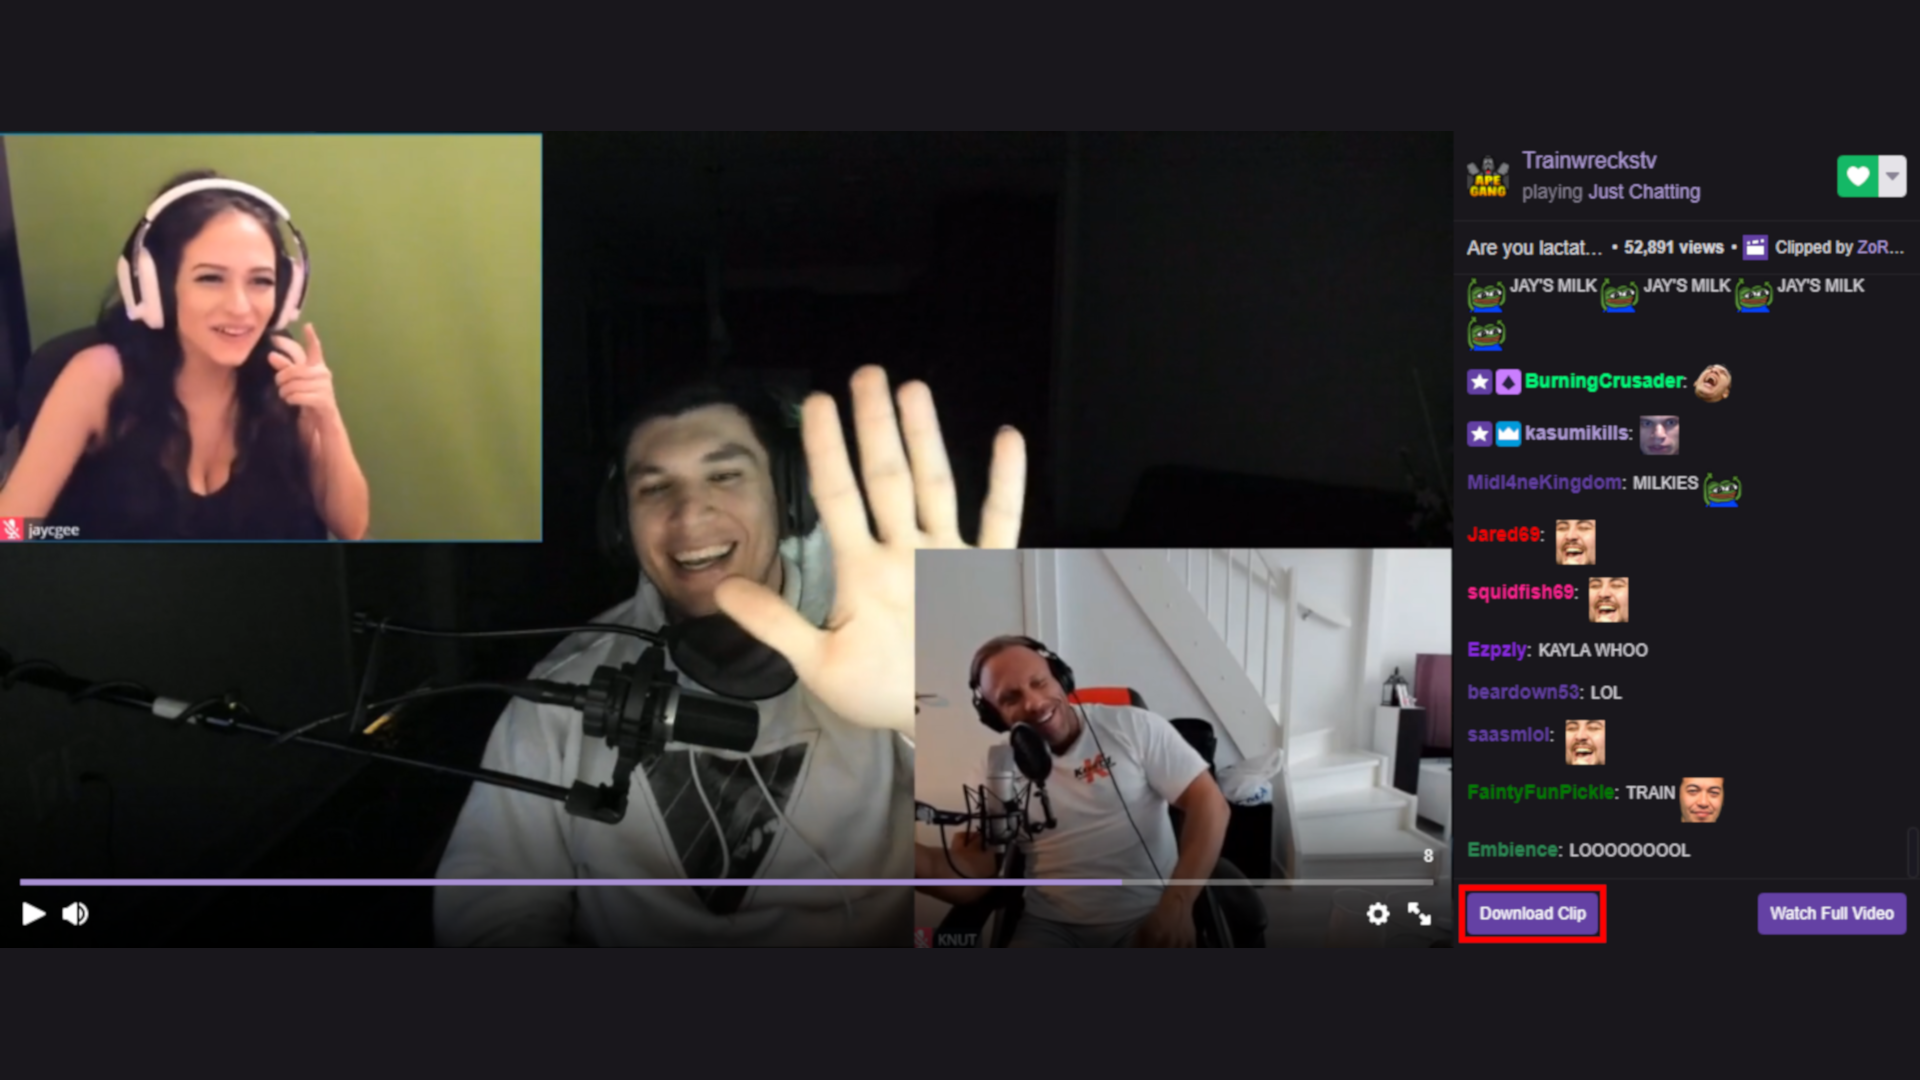 jaycgee
KNUT
8
APE
GANG
Trainwreckstv
playing Just Chatting
Are you lactat... • 52,891 views • Clipped by ZoR...
JAY'S MILK JAY'S MILK JAY'S MILK
BurningCrusader:
kasumikills:
Midl4neKingdom: MILKIES
Jared69:
squidfish69:
Ezpzly: KAYLA WHOO
beardown53: LOL
saasmlol:
FaintyFunPickle: TRAIN
Embience: LOOOOOOOOL
Download Clip
Watch Full Video